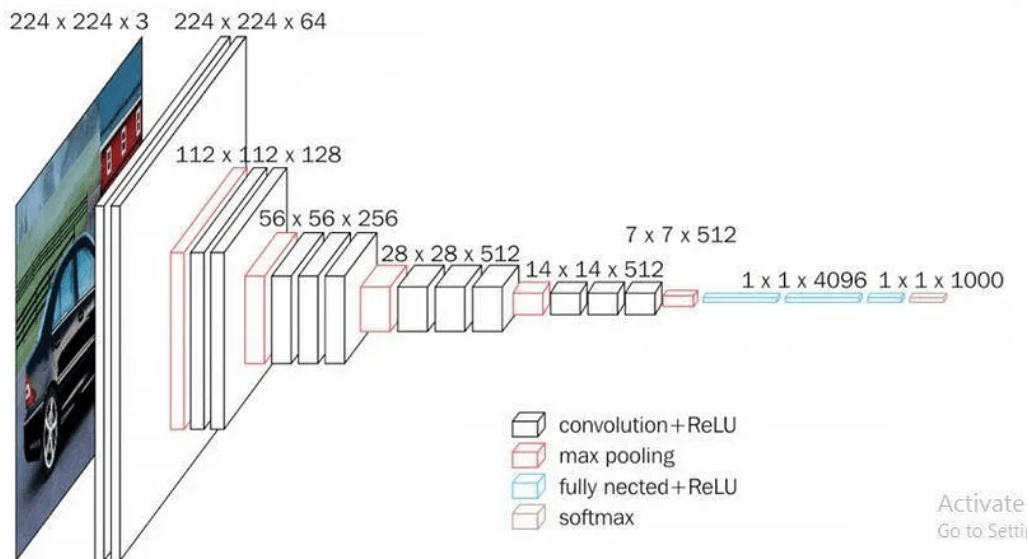 224 x 224 x 3
224 x 224 x 64
112 x 112 x 128
56 x 56 x 256
28 x 28 x 512
14 x 14 x 512
7 x 7 x 512
1 x 1 x 4096
1 x 1 x 1000
convolution+ReLU
max pooling
fully nected+ReLU
softmax
Activate
Go to Settin